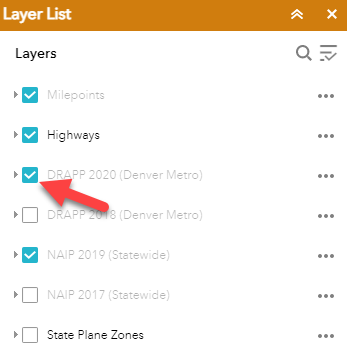 Layer List
Layers
Milepoints
Highways
DRAPP 2020 (Denver Metro)
DRAPP 2018 (Denver Metro)
NAIP 2019 (Statewide)
NAIP 2017 (Statewide)
State Plane Zones